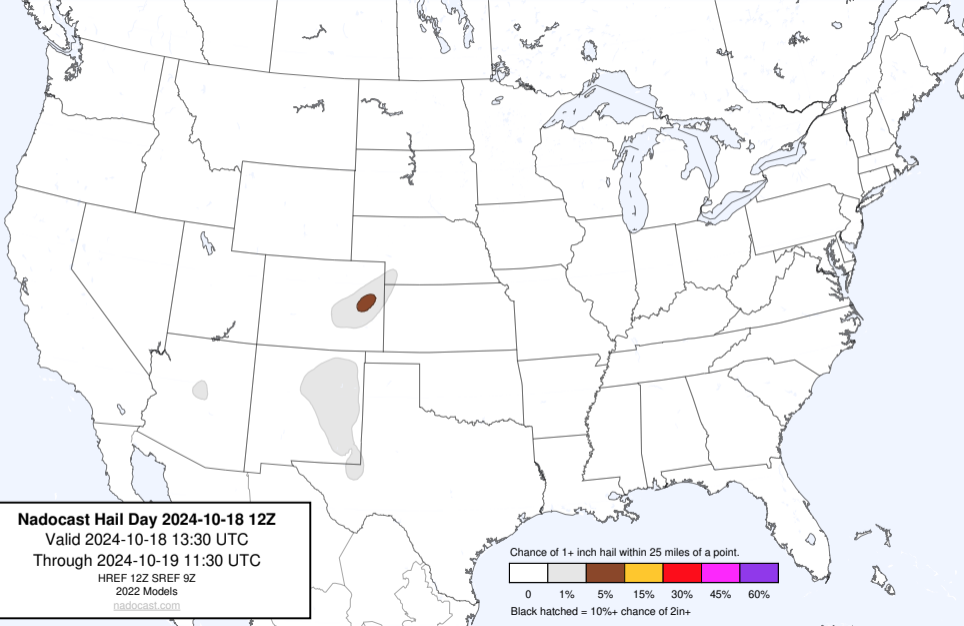 Nadocast Hail Day 2024-10-18 12Z
Valid 2024-10-18 13:30 UTC
Through 2024-10-19 11:30 UTC
HREF 12Z SREF 9Z
2022 Models
nadocast.com
Chance of 1+ inch hail within 25 miles of a point.
0 1% 5% 15% 30% 45% 60%
Black hatched = 10%+ chance of 2in+